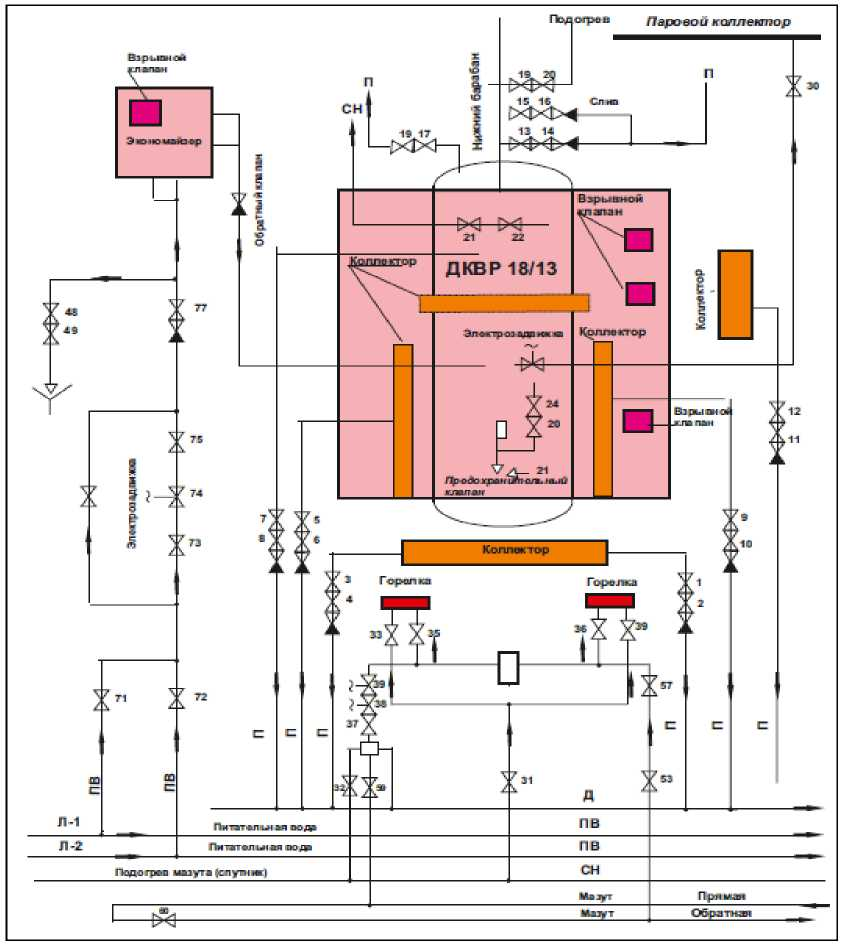 Подогрев
Паровой коллектор
Взрывной
клапан
Экономайзер
П
СН
19 17
Нижний барабан
19 20
15 16
Слив
13 14
П
30
Обратный клапан
21 22
Взрывной
клапан
Коллектор
ДКВР 18/13
Коллектор
48
49
77
Электрозадвижка
Коллектор
24
20
21
Взрывной
клапан
12
11
75
74
73
Электрозадвижка
Продохранительный
клапан
7
8
5
6
9
10
Коллектор
3
4
Горелка
Горелка
1
2
33
35
36
39
39
38
37
57
71
72
П
П
П
П
П
П
ПВ
ПВ
32
59
31
53
Д
Л-1
Питательная вода
ПВ
Л-2
Питательная вода
ПВ
Подогрев мазута (спутник)
СН
Мазут
Прямая
60
Мазут
Обратная